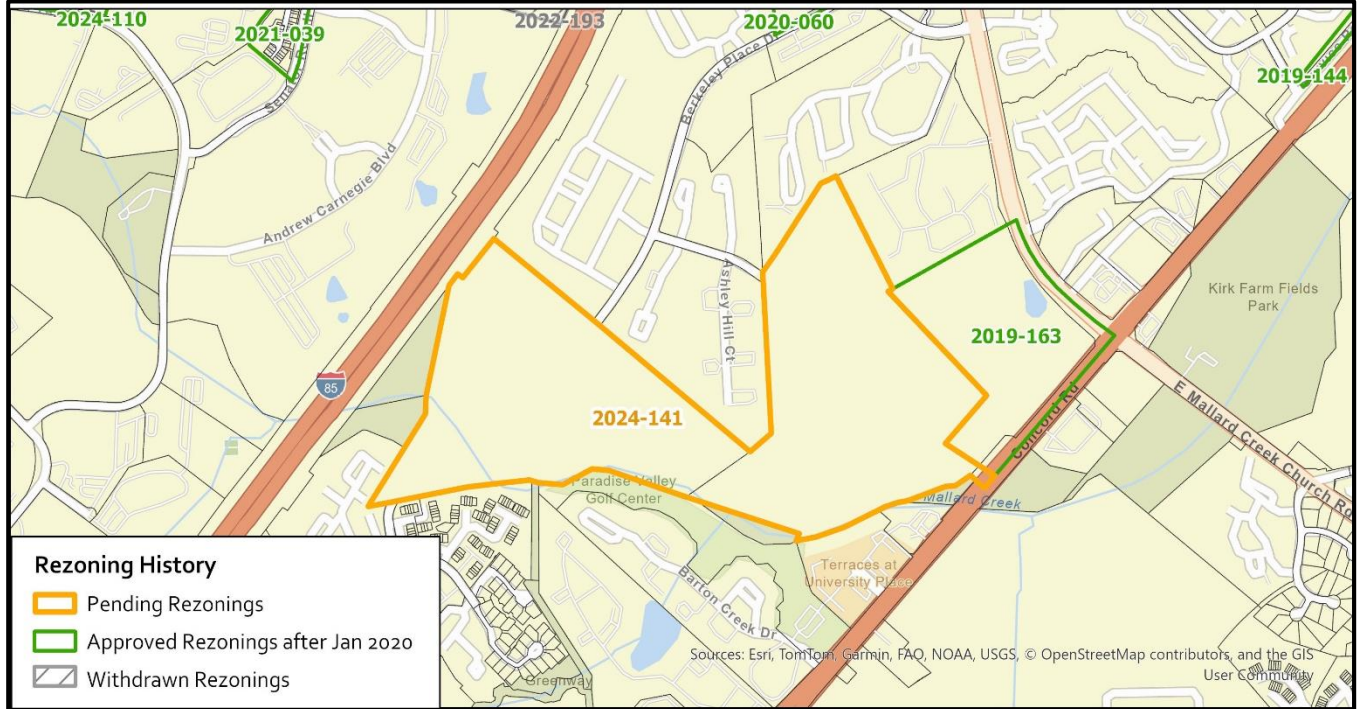 2024-110
2021-039
2022-193
2020-060
2019-144
Berkeley Place Dr
Andrew Carnegie Blvd
Ashley Hill Ct
Kirk Farm Fields
Park
2019-163
85
Concord Rd
2024-141
E Mallard Creek Church Rd
Paradise Valley
Golf Center
Mallard Creek
Terraces at
University Place
Barton Creek Dr
Greenway
Rezoning History
Pending Rezonings
Approved Rezonings after Jan 2020
Withdrawn Rezonings
Sources: Esri, TomTom, Garmin, FAO, NOAA, USGS, © OpenStreetMap contributors, and the GIS
User Community